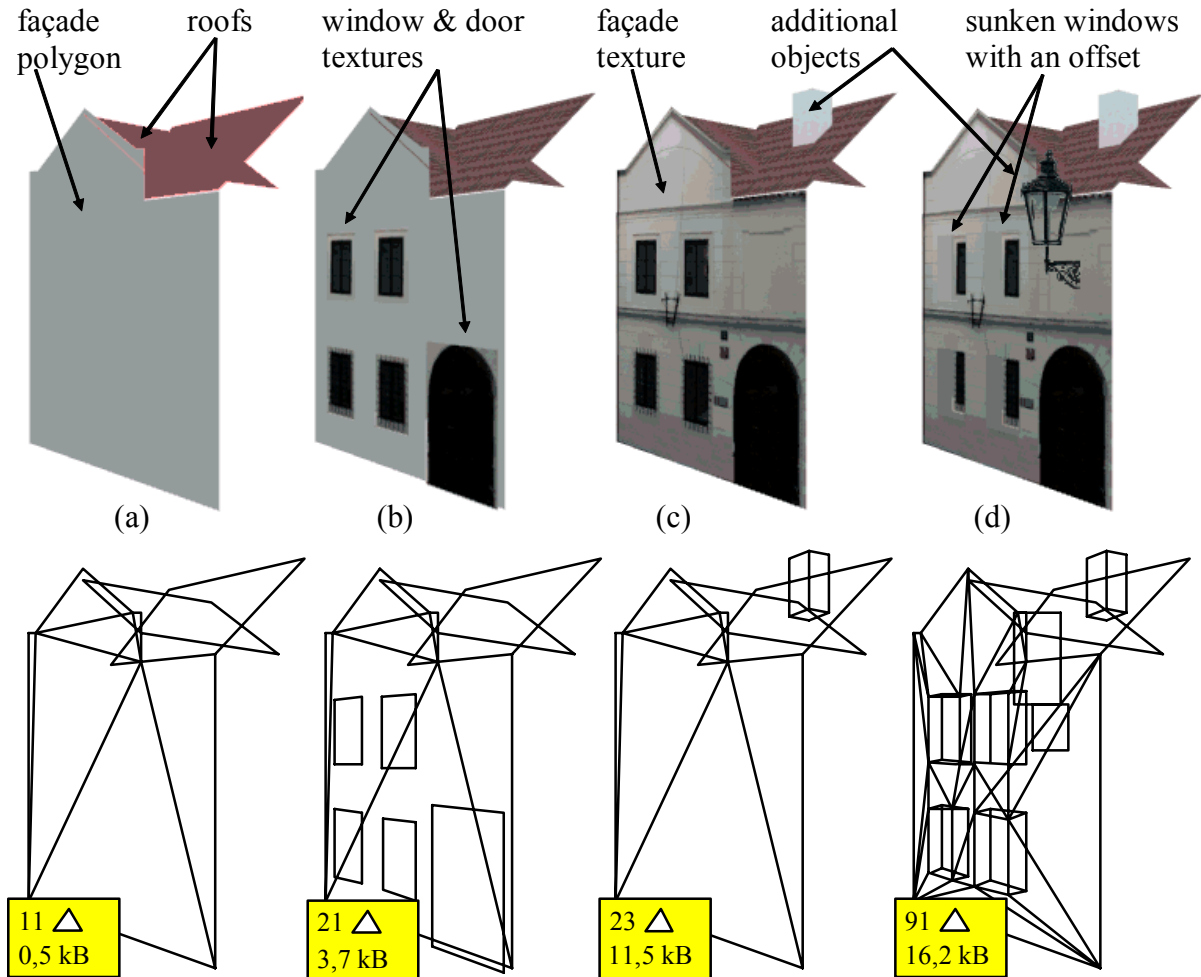 façade
polygon
roofs
window & door
textures
façade
texture
additional
objects
sunken windows
with an offset
(a)
(b)
(c)
(d)
11
0,5 kB
21
3,7 kB
23
11,5 kB
91
16,2 kB